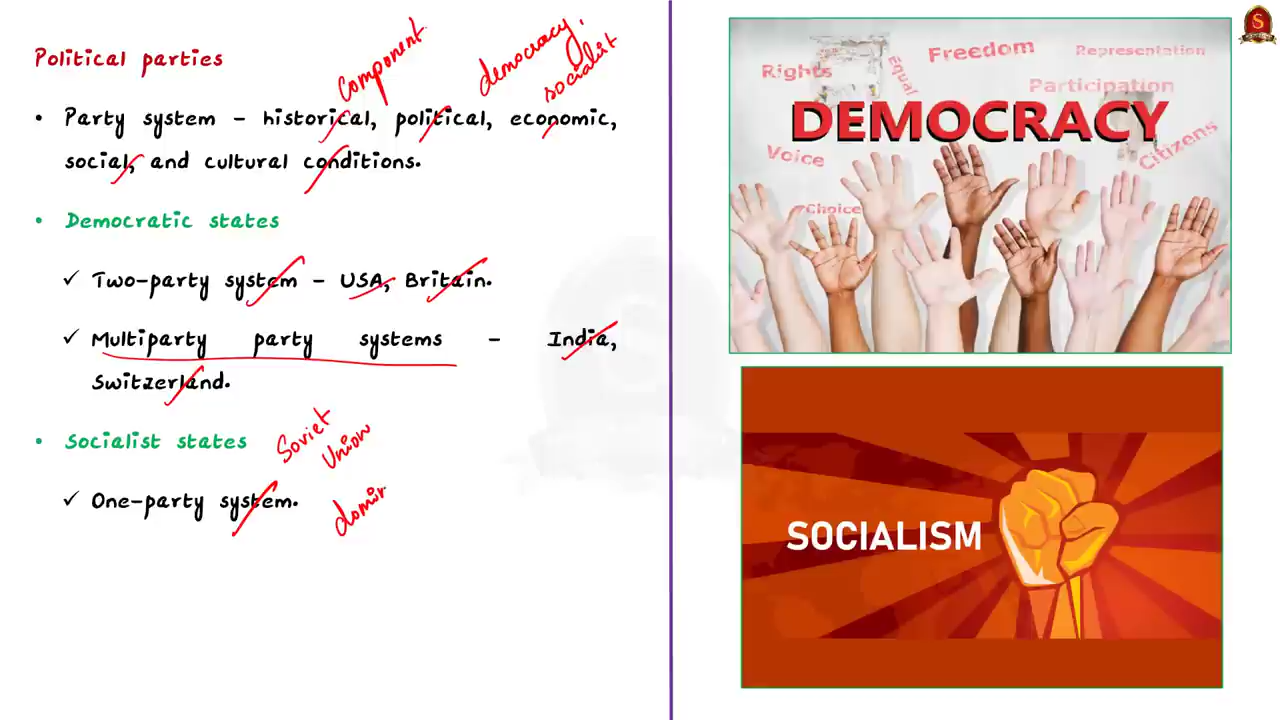 Political parties
component
democracy,
socialist
• Party system – historical, political, economic,
social, and cultural conditions.
• Democratic states
✓ Two-party system – USA, Britain.
✓ Multiparty party systems – India,
Switzerland.
• Socialist states
Soviet
Union
✓ One-party system.
domin
Rights
Equal
Freedom
Representation
Participation
DEMOCRACY
Voice
Citizens
Choice
SOCIALISM
S